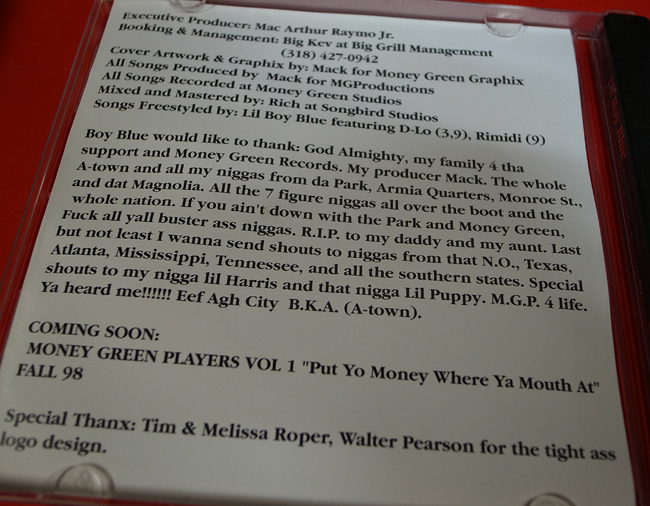 Executive Producer: Mac Arthur Raymo Jr.
Booking & Management: Big Kev at Big Grill Management
(318) 427-0942
Cover Artwork & Graphix by: Mack for Money Green Graphix
All Songs Produced by Mack for MGProductions
All Songs Recorded at Money Green Studios
Mixed and Mastered by: Rich at Songbird Studios
Songs Freestyled by: Lil Boy Blue featuring D-Lo (3,9), Rimidi (9)
Boy Blue would like to thank: God Almighty, my family 4 tha
support and Money Green Records. My producer Mack. The whole
A-town and all my niggas from da Park, Armia Quarters, Monroe St.,
and dat Magnolia. All the 7 figure niggas all over the boot and the
whole nation. If you ain't down with the Park and Money Green,
Fuck all yall buster ass niggas. R.I.P. to my daddy and my aunt. Last
but not least I wanna send shouts to niggas from that N.O., Texas,
Atlanta, Mississippi, Tennessee, and all the southern states. Special
shouts to my nigga lil Harris and that nigga Lil Puppy. M.G.P. 4 life.
Ya heard me!!!!!! Eef Agh City B.K.A. (A-town).
COMING SOON:
MONEY GREEN PLAYERS VOL 1 "Put Yo Money Where Ya Mouth At"
FALL 98
Special Thanx: Tim & Melissa Roper, Walter Pearson for the tight ass
logo design.
Boy Blue